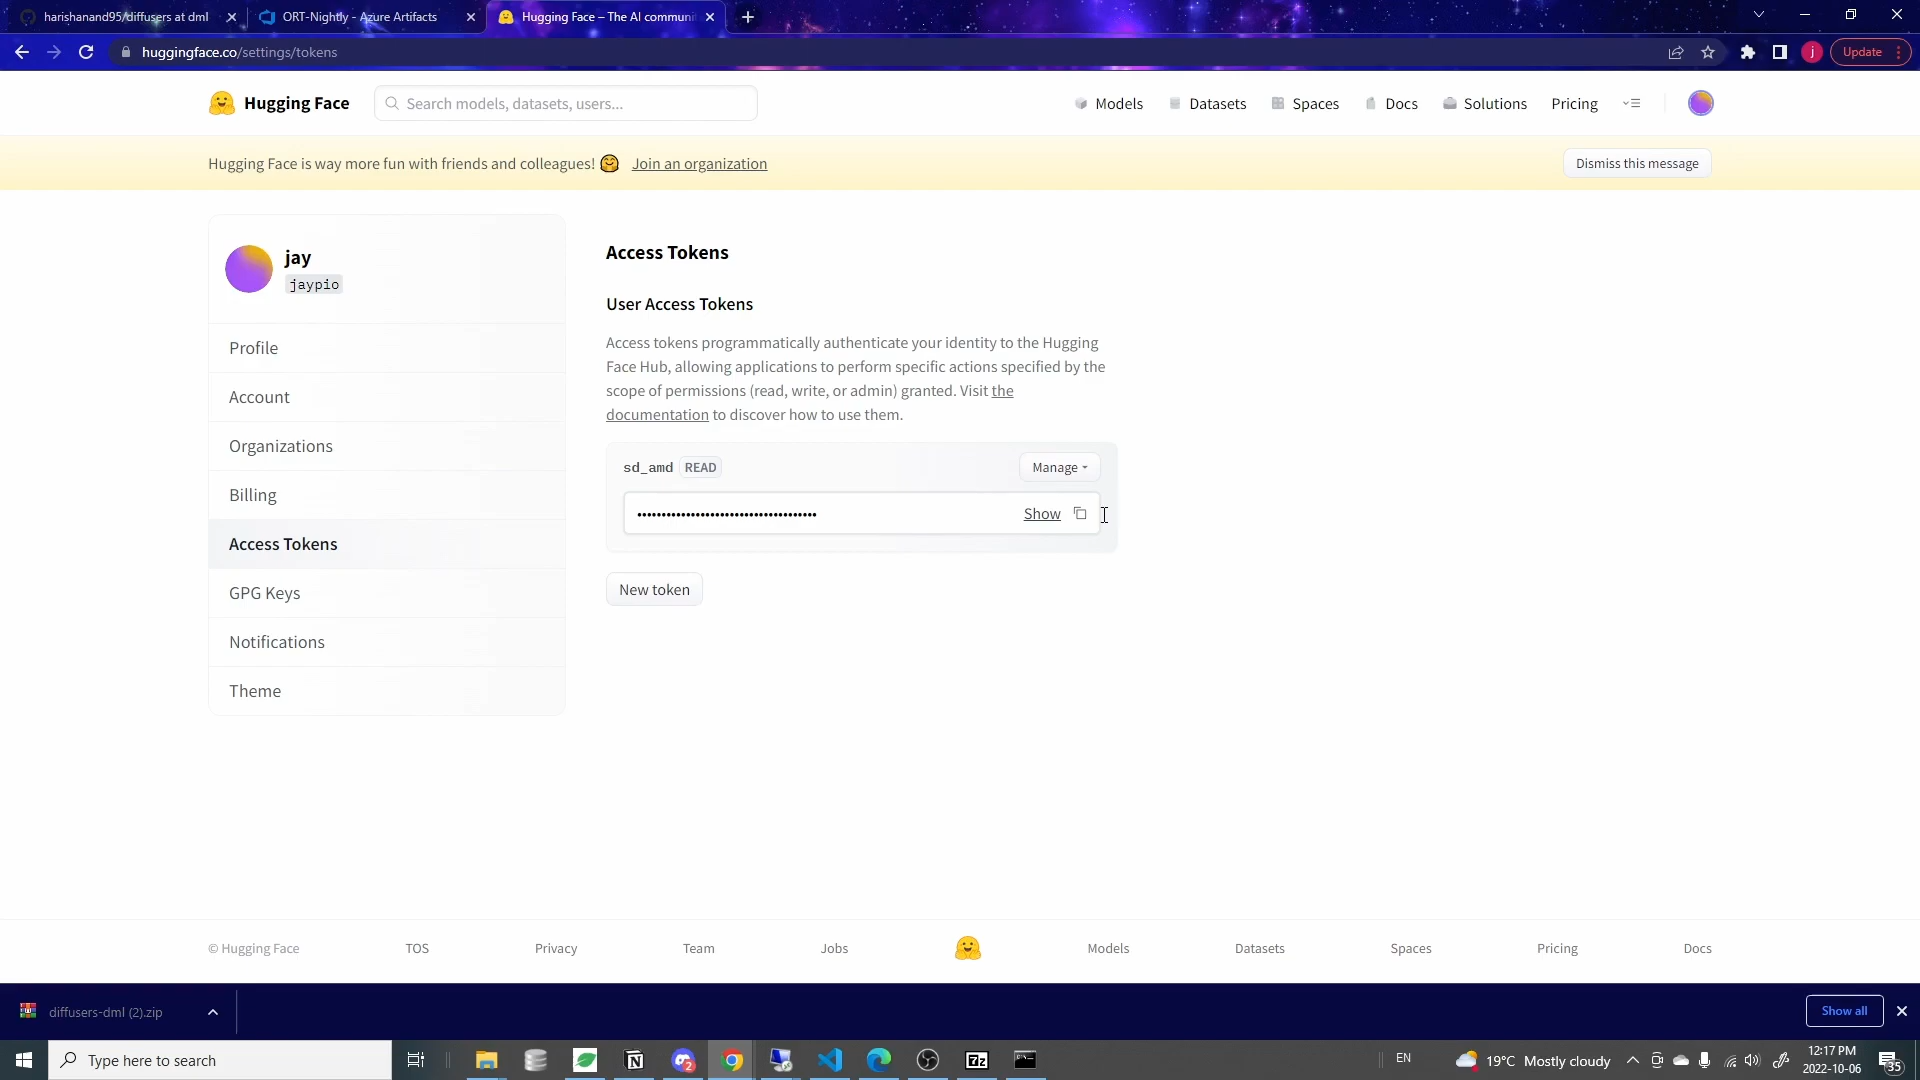 harishanand95/diffusers at dml
ORT-Nightly - Azure Artifacts
Hugging Face – The AI communi
huggingface.co/settings/tokens
j
Update
Hugging Face
Search models, datasets, users...
Models
Datasets
Spaces
Docs
Solutions
Pricing
Hugging Face is way more fun with friends and colleagues! 🤗 Join an organization
Dismiss this message
jay
jaypio
Profile
Account
Organizations
Billing
Access Tokens
GPG Keys
Notifications
Theme
Access Tokens
User Access Tokens
Access tokens programmatically authenticate your identity to the Hugging
Face Hub, allowing applications to perform specific actions specified by the
scope of permissions (read, write, or admin) granted. Visit the
documentation to discover how to use them.
sd_amd READ
Manage
•••••••••••••••••••••••••••••••••••••
Show
New token
© Hugging Face
TOS
Privacy
Team
Jobs
Models
Datasets
Spaces
Pricing
Docs
diffusers-dml (2).zip
Show all
Type here to search
2
7z
EN
19°C Mostly cloudy
12:17 PM
2022-10-06
35